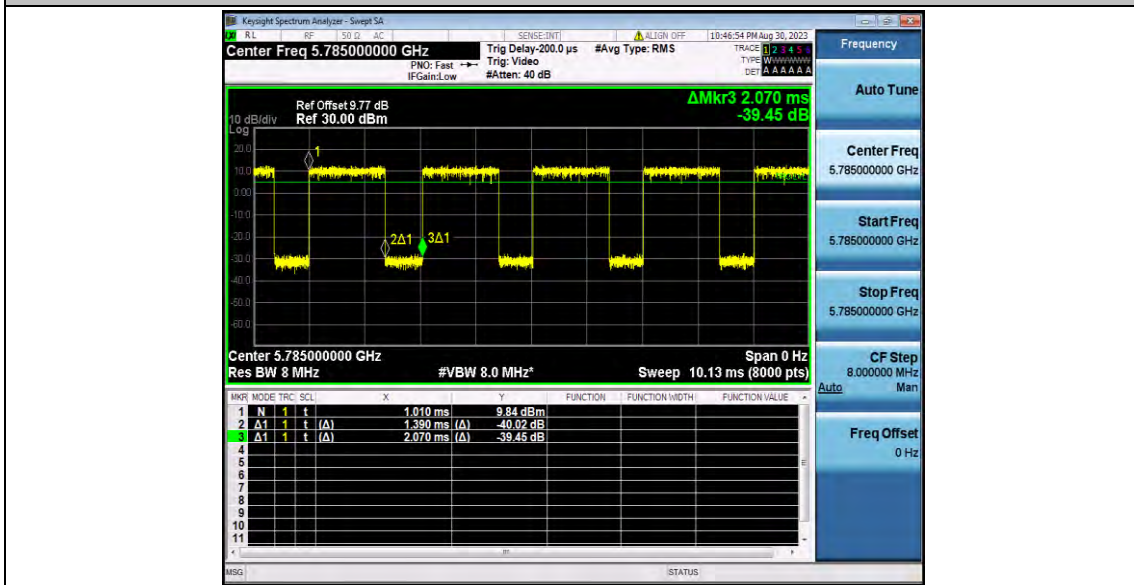 Keysight Spectrum Analyzer - Swept SA
RL RF 50 Ω AC SENSE:INT ALIGN OFF 10:46:54 PM Aug 30, 2023
Center Freq 5.785000000 GHz
Trig Delay-200.0 µs #Avg Type: RMS
TRACE 1 2 3 4 5 6
PNO: Fast Trig: Video
TYPE W
IFGain:Low #Atten: 40 dB
DET A A A A A A
Frequency
Auto Tune
ΔMkr3 2.070 ms
Ref Offset 9.77 dB
-39.45 dB
10 dB/div Ref 30.00 dBm
Log
20.0
10.0
0.00
-10.0
-20.0
-30.0
-40.0
-50.0
-60.0
1
2Δ1 3Δ1
Center Freq
5.785000000 GHz
Start Freq
5.785000000 GHz
Stop Freq
5.785000000 GHz
CF Step
8.000000 MHz
Auto Man
Freq Offset
0 Hz
Center 5.785000000 GHz Span 0 Hz
Res BW 8 MHz #VBW 8.0 MHz* Sweep 10.13 ms (8000 pts)
MKR MODE TRC SCL X Y FUNCTION FUNCTION WIDTH FUNCTION VALUE
1 N 1 t 1.010 ms 9.84 dBm
2 Δ1 1 t (Δ) 1.390 ms (Δ) -40.02 dB
3 Δ1 1 t (Δ) 2.070 ms (Δ) -39.45 dB
4
5
6
7
8
9
10
11
MSG STATUS